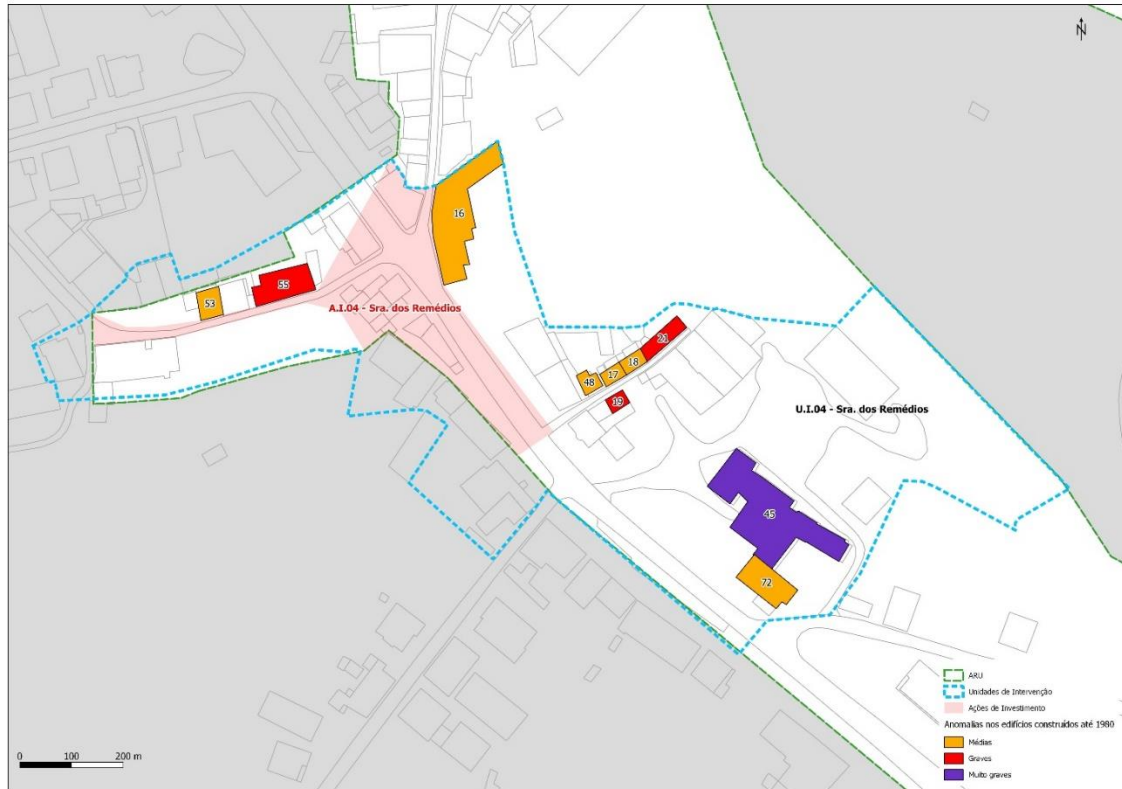 N
16
55
53
A.I.04 - Sra. dos Remédios
21
18
17
48
19
U.I.04 - Sra. dos Remédios
45
72
ARU
Unidades de Intervenção
Ações de Investimento
Anomalias nos edifícios construídos até 1980
Médias
Graves
Muito graves
0 100 200 m